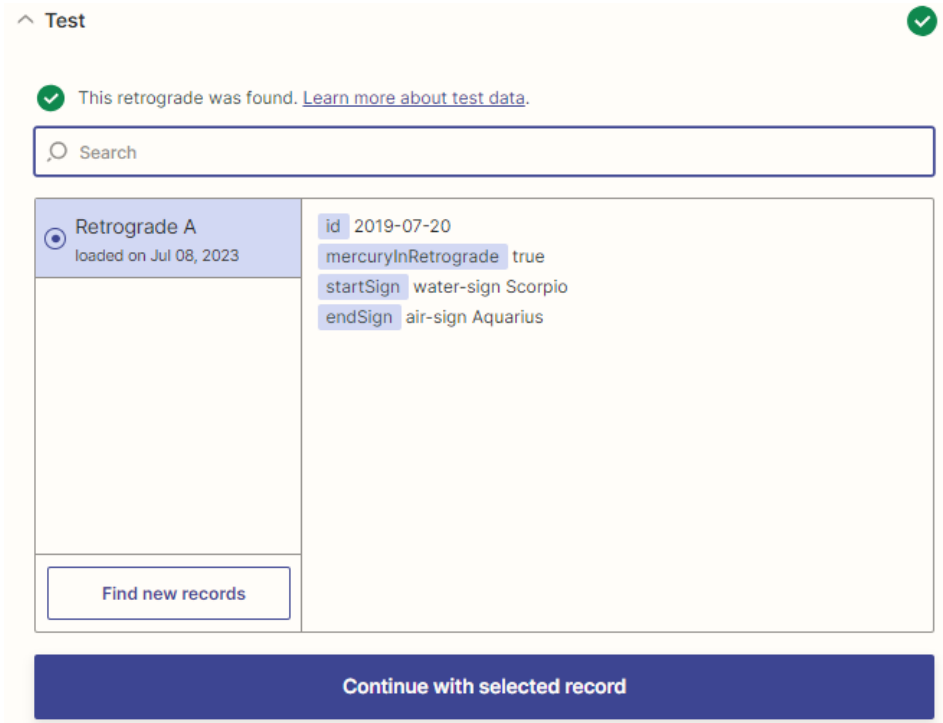 Test
This retrograde was found. Learn more about test data.
Search
Retrograde A
loaded on Jul 08, 2023
id 2019-07-20
mercuryInRetrograde true
startSign water-sign Scorpio
endSign air-sign Aquarius
Find new records
Continue with selected record